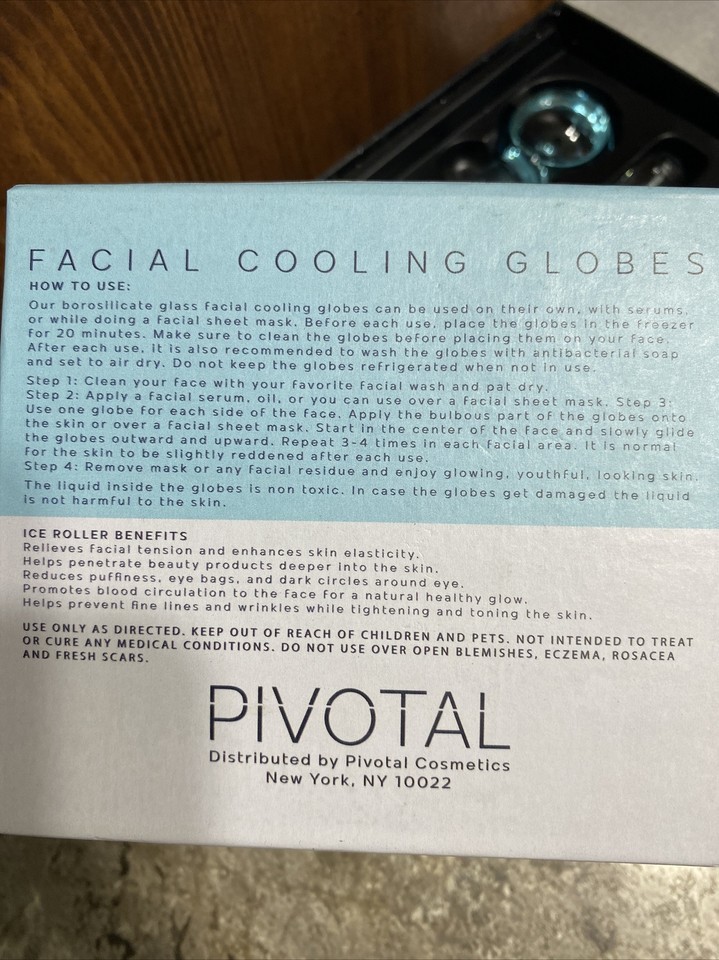 FACIAL COOLING GLOBES
HOW TO USE:
Our borosilicate glass facial cooling globes can be used on their own, with serums,
or while doing a facial sheet mask. Before each use, place the globes in the freezer
for 20 minutes. Make sure to clean the globes before placing them on your face.
After each use, it is also recommended to wash the globes with antibacterial soap
and set to air dry. Do not keep the globes refrigerated when not in use.
Step 1: Clean your face with your favorite facial wash and pat dry.
Step 2: Apply a facial serum, oil, or you can use over a facial sheet mask. Step 3:
Use one globe for each side of the face. Apply the bulbous part of the globes onto
the skin or over a facial sheet mask. Start in the center of the face and slowly glide
the globes outward and upward. Repeat 3-4 times in each facial area. It is normal
for the skin to be slightly reddened after each use.
Step 4: Remove mask or any facial residue and enjoy glowing, youthful, looking skin.
The liquid inside the globes is non toxic. In case the globes get damaged the liquid
is not harmful to the skin.
ICE ROLLER BENEFITS
Relieves facial tension and enhances skin elasticity.
Helps penetrate beauty products deeper into the skin.
Reduces puffiness, eye bags, and dark circles around eye.
Promotes blood circulation to the face for a natural healthy glow.
Helps prevent fine lines and wrinkles while tightening and toning the skin.
USE ONLY AS DIRECTED. KEEP OUT OF REACH OF CHILDREN AND PETS. NOT INTENDED TO TREAT
OR CURE ANY MEDICAL CONDITIONS. DO NOT USE OVER OPEN BLEMISHES, ECZEMA, ROSACEA
AND FRESH SCARS.
PIVOTAL
Distributed by Pivotal Cosmetics
New York, NY 10022